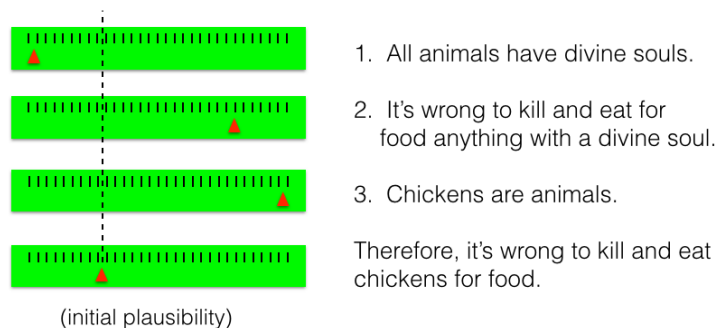 1. All animals have divine souls.
2. It's wrong to kill and eat for
food anything with a divine soul.
3. Chickens are animals.
Therefore, it's wrong to kill and eat
chickens for food.
(initial plausibility)